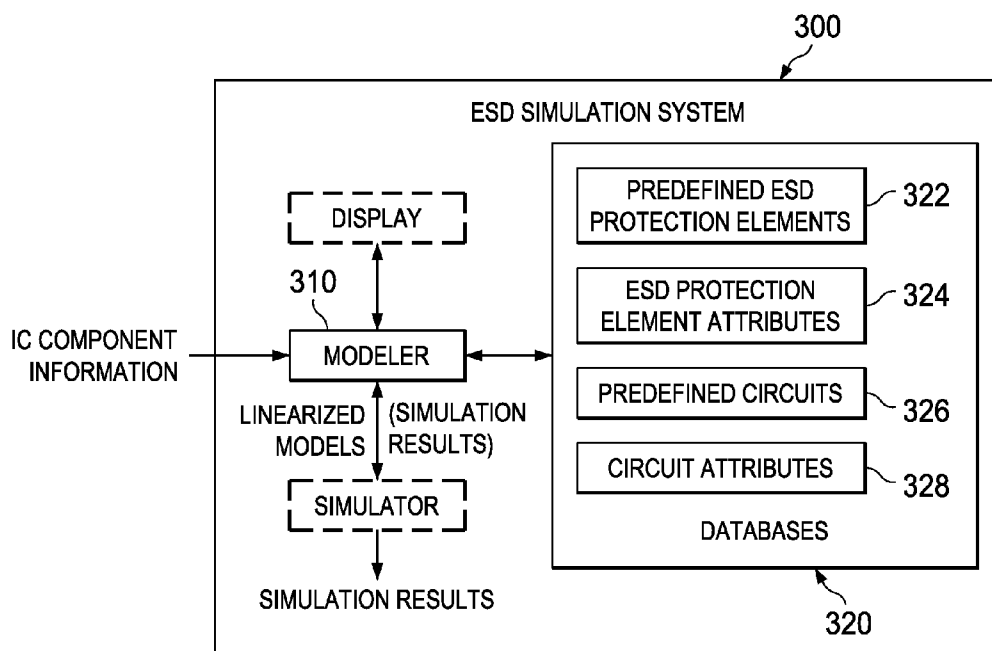 300
ESD SIMULATION SYSTEM
DISPLAY
310
IC COMPONENT
INFORMATION
MODELER
LINEARIZED
MODELS
(SIMULATION
RESULTS)
SIMULATOR
SIMULATION RESULTS
PREDEFINED ESD
PROTECTION ELEMENTS
322
ESD PROTECTION
ELEMENT ATTRIBUTES
324
PREDEFINED CIRCUITS
326
CIRCUIT ATTRIBUTES
328
DATABASES
320